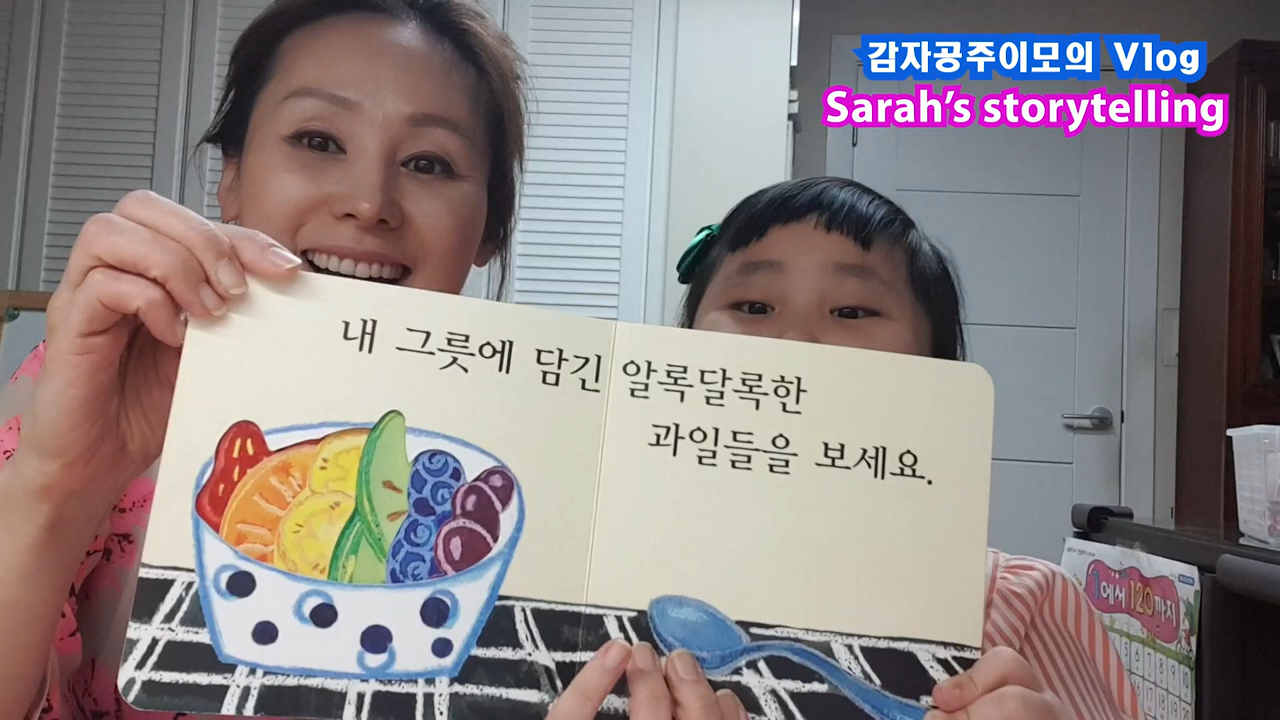 감자공주이모의 Vlog
Sarah's storytelling
내 그릇에 담긴 알록달록한
과일들을 보세요.
1에서 120까지